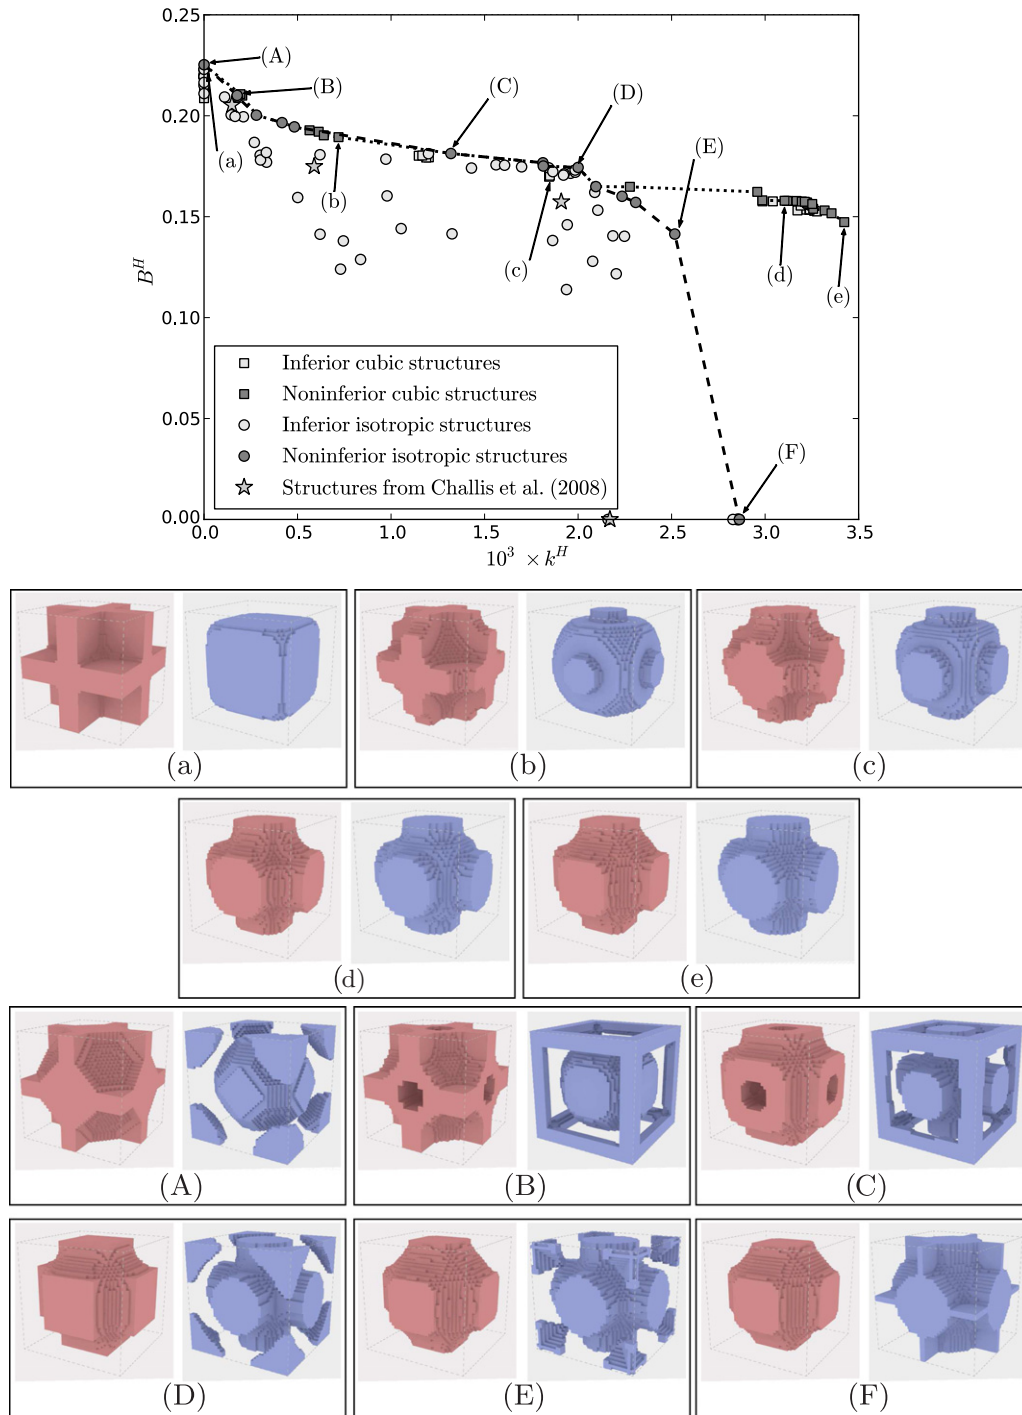 0.25
0.20
0.15
0.10
0.05
0.00
B^H
0.0 0.5 1.0 1.5 2.0 2.5 3.0 3.5
10^3 × k^H
(A)
(B)
(C)
(D)
(E)
(F)
(a)
(b)
(c)
(d)
(e)
Inferior cubic structures
Noninferior cubic structures
Inferior isotropic structures
Noninferior isotropic structures
Structures from Challis et al. (2008)
(a) (b) (c)
(d) (e)
(A) (B) (C)
(D) (E) (F)